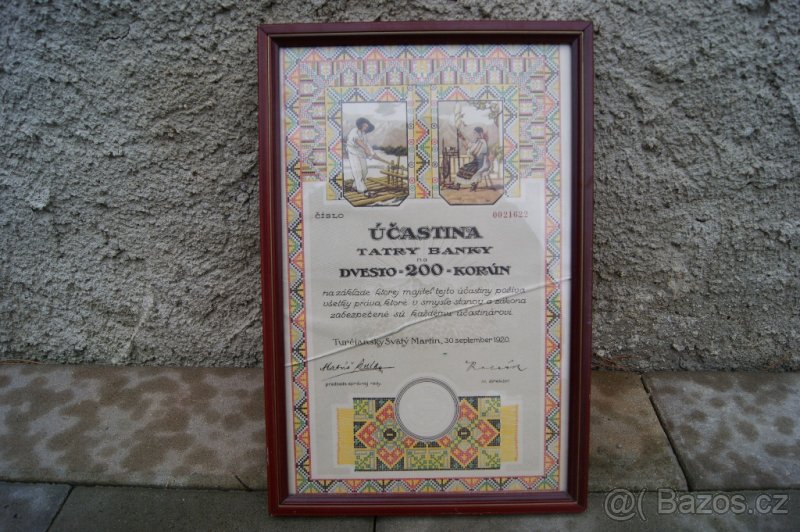 ČÍSLO 0021622
ÚČASTINA
TATRY BANKY
na
DVESTO-200-KORÚN
na základe ktorej majiteľ tejto účastiny požíva
všetky práva, ktoré v smysle stanov a zákona
zabezpečené sú každému účastinárovi.
Turčiansky Svätý Martin, 30 september 1920.
predseda správnej rady.
riaditeľ.
@ Bazos.cz